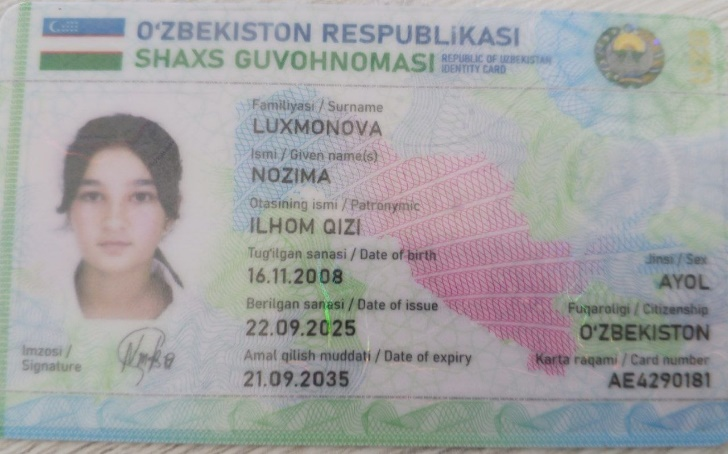 O‘ZBEKISTON RESPUBLIKASI
SHAXS GUVOHNOMASI REPUBLIC OF UZBEKISTAN IDENTITY CARD
Familiyasi / Surname
LUXMONOVA
Ismi / Given name(s)
NOZIMA
Otasining ismi / Patronymic
ILHOM QIZI
Tug‘ilgan sanasi / Date of birth
16.11.2008
Jinsi / Sex
AYOL
Berilgan sanasi / Date of issue
22.09.2025
Fuqaroligi / Citizenship
O‘ZBEKISTON
Imzosi / Signature
Amal qilish muddati / Date of expiry
21.09.2035
Karta raqami / Card number
AE4290181